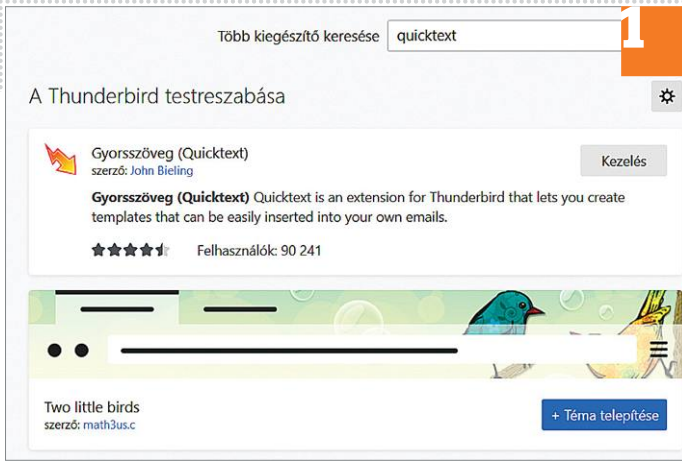 Több kiegészítő keresése quicktext
1
A Thunderbird testreszabása
Gyorsszöveg (Quicktext)
szerző: John Bieling
Kezelés
Gyorsszöveg (Quicktext) Quicktext is an extension for Thunderbird that lets you create
templates that can be easily inserted into your own emails.
Felhasználók: 90 241
Two little birds
szerző: math3us.c
+ Téma telepítése